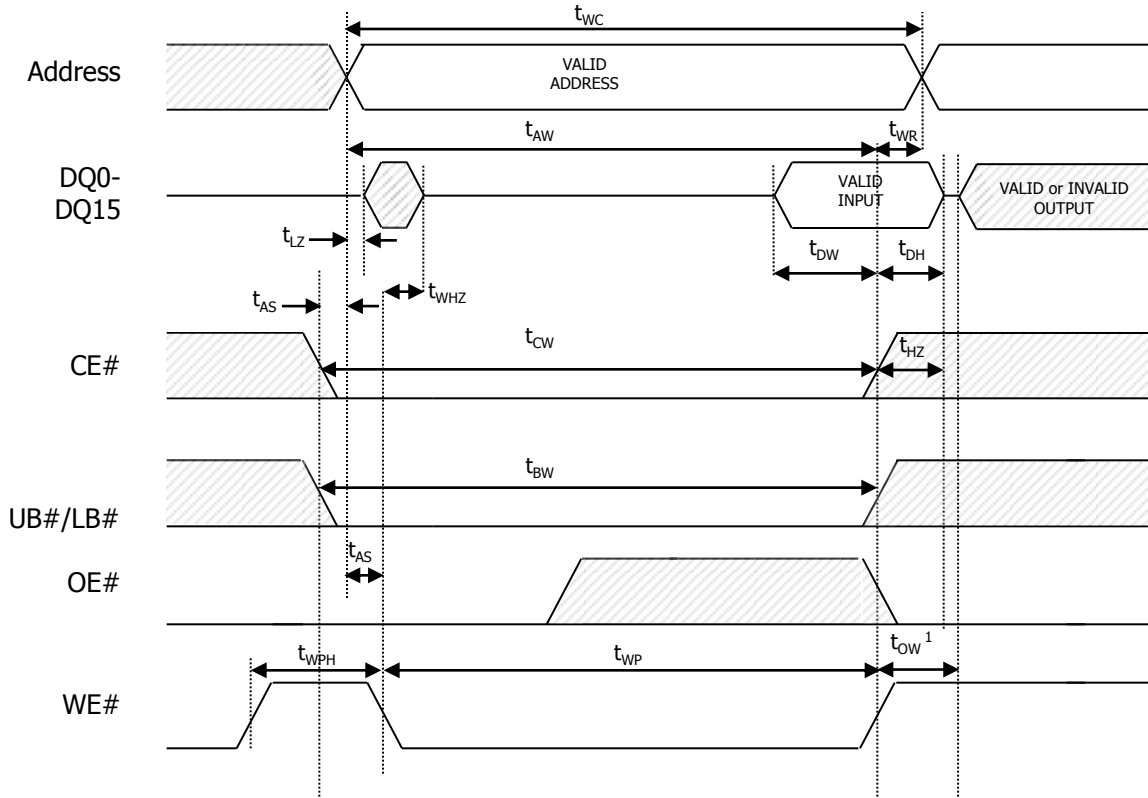 tWC
Address
VALID
ADDRESS
tAW
tWR
DQ0-
DQ15
VALID
INPUT
VALID or INVALID
OUTPUT
tLZ
tDW
tDH
tAS
tWHZ
CE#
tCW
tHZ
UB#/LB#
tBW
tAS
OE#
tWPH
tWP
tOW 1
WE#